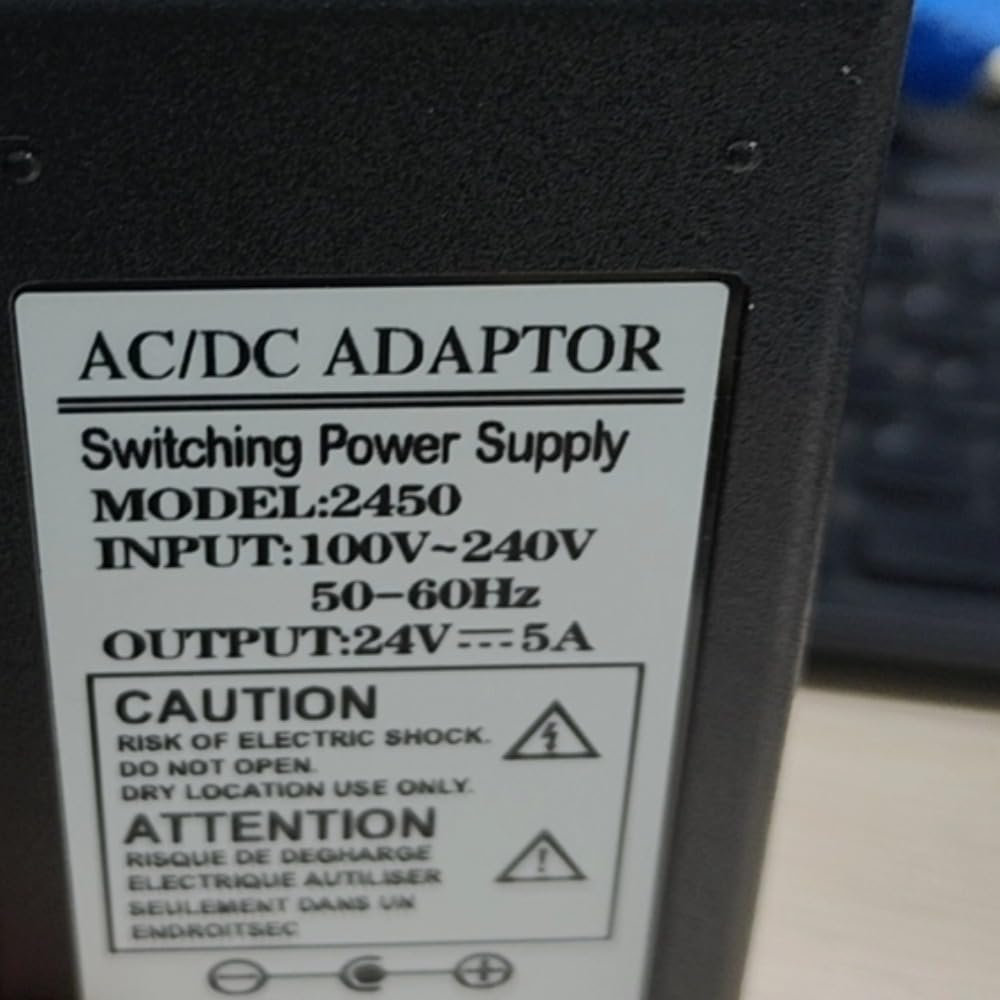 AC/DC ADAPTOR
Switching Power Supply
MODEL:2450
INPUT:100V~240V
50-60Hz
OUTPUT:24V⎓5A
CAUTION
RISK OF ELECTRIC SHOCK.
DO NOT OPEN.
DRY LOCATION USE ONLY.
ATTENTION
RISQUE DE DEGHARGE
ELECTRIQUE AUTILISER
SEULEMENT DANS UN
ENDROITSEC